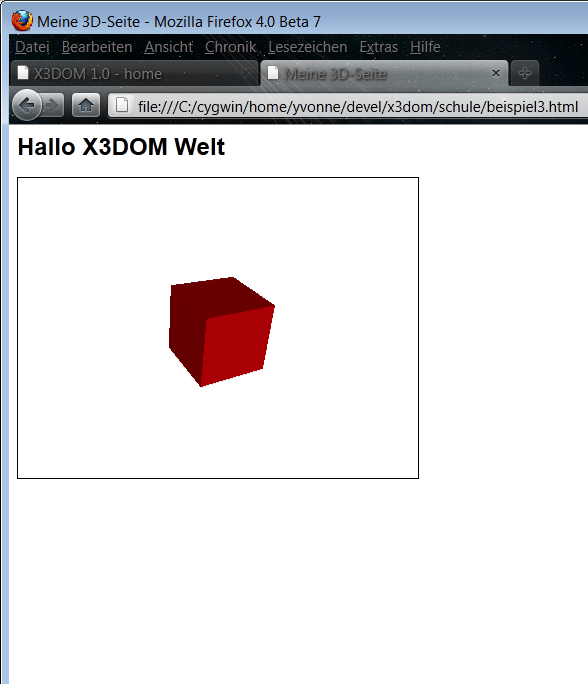 Meine 3D-Seite - Mozilla Firefox 4.0 Beta 7
Datei Bearbeiten Ansicht Chronik Lesezeichen Extras Hilfe
X3DOM 1.0 - home Meine 3D-Seite
file:///C:/cygwin/home/yvonne/devel/x3dom/schule/beispiel3.html
Hallo X3DOM Welt